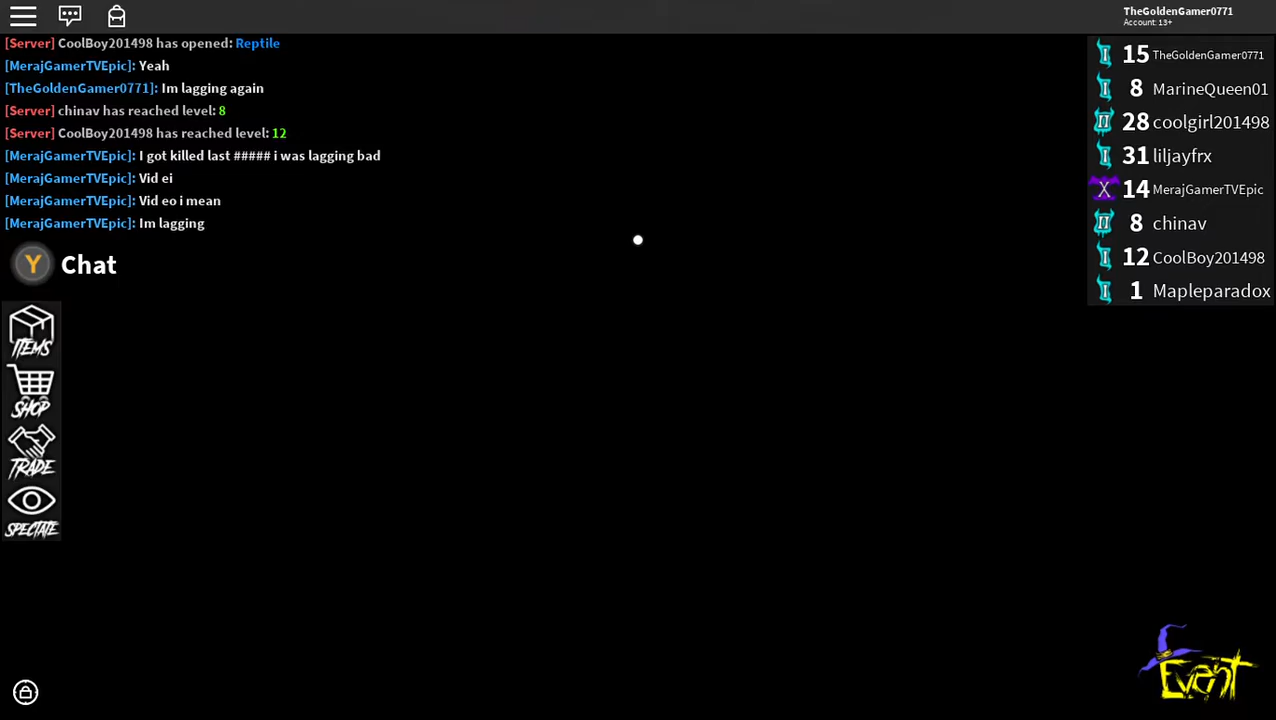 TheGoldenGamer0771
Account: 13+
[Server] CoolBoy201498 has opened: Reptile
[MerajGamerTVEpic]: Yeah
[TheGoldenGamer0771]: Im lagging again
[Server] chinav has reached level: 8
[Server] CoolBoy201498 has reached level: 12
[MerajGamerTVEpic]: I got killed last ##### i was lagging bad
[MerajGamerTVEpic]: Vid ei
[MerajGamerTVEpic]: Vid eo i mean
[MerajGamerTVEpic]: Im lagging
Y Chat
ITEMS
SHOP
TRADE
SPECTATE
I 15 TheGoldenGamer0771
I 8 MarineQueen01
II 28 coolgirl201498
I 31 liljayfrx
X 14 MerajGamerTVEpic
II 8 chinav
I 12 CoolBoy201498
I 1 Mapleparadox
EVENT